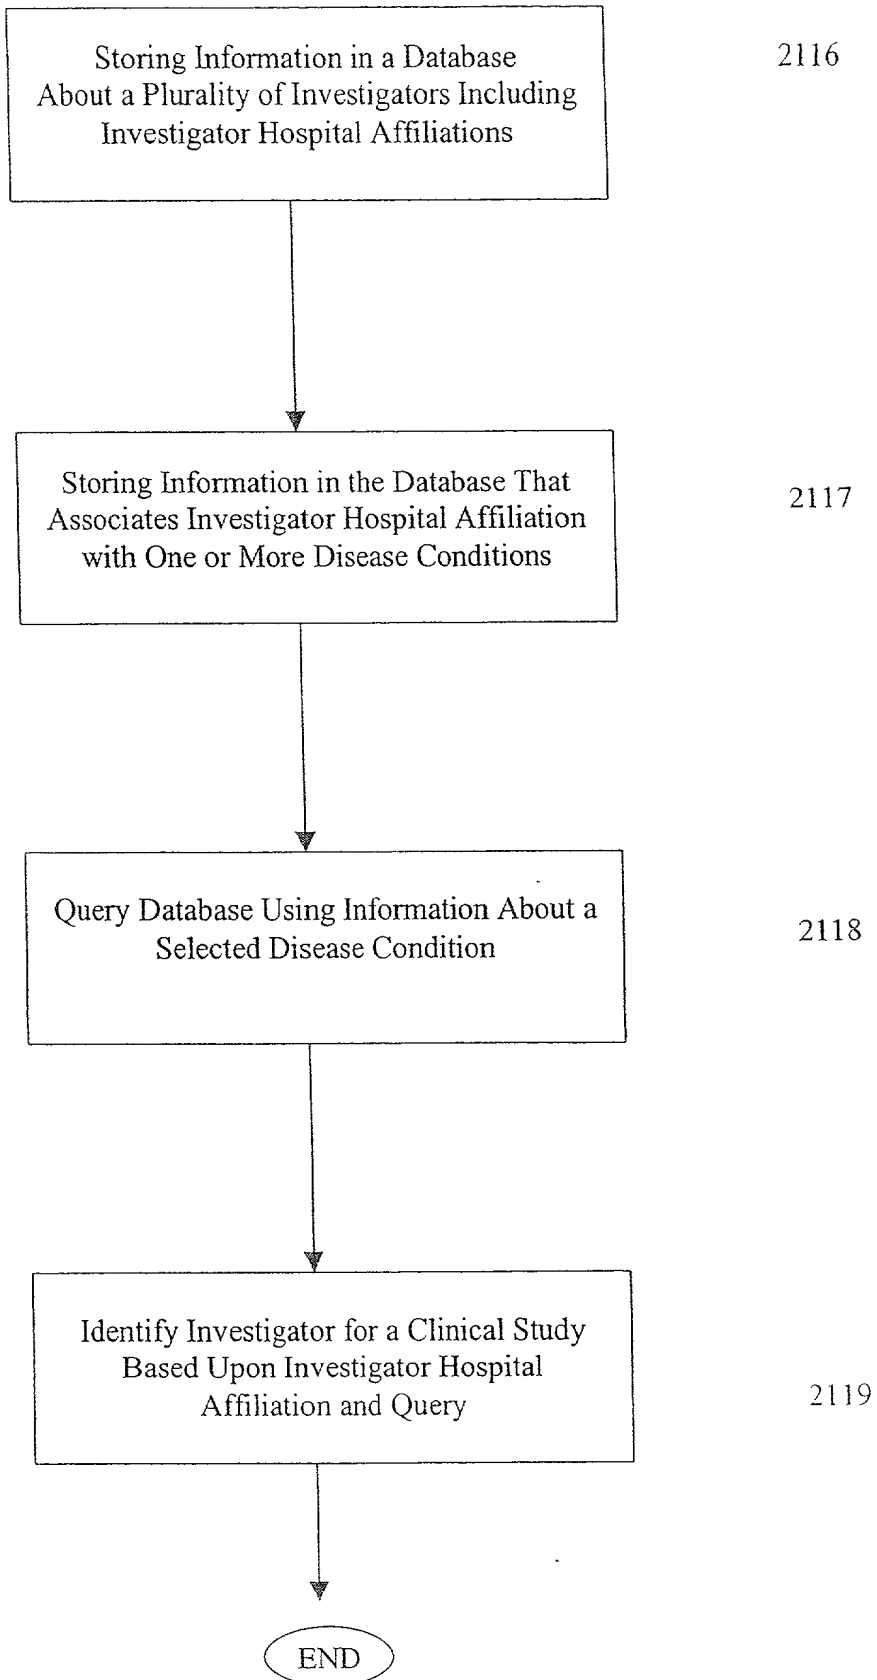 Storing Information in a Database
About a Plurality of Investigators Including
Investigator Hospital Affiliations
2116
Storing Information in the Database That
Associates Investigator Hospital Affiliation
with One or More Disease Conditions
2117
Query Database Using Information About a
Selected Disease Condition
2118
Identify Investigator for a Clinical Study
Based Upon Investigator Hospital
Affiliation and Query
2119
END